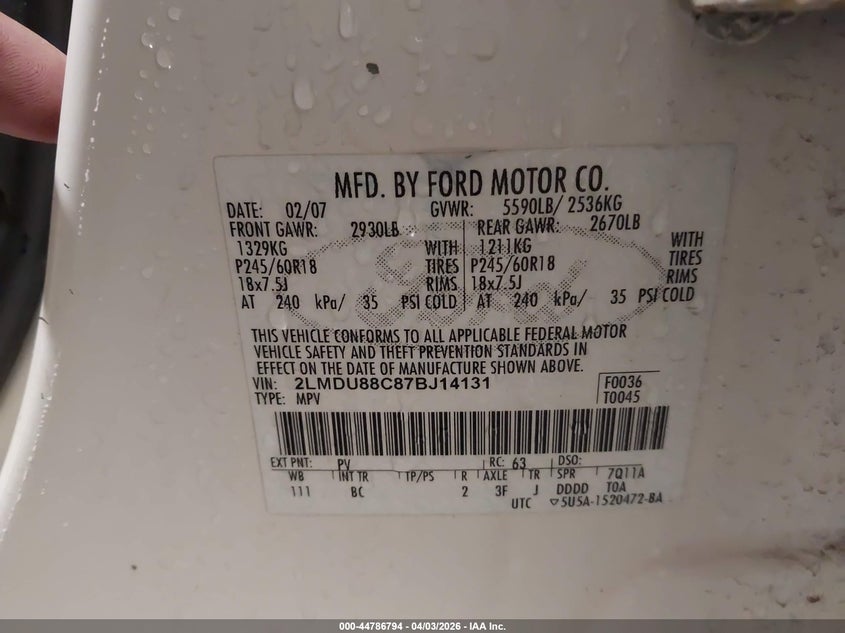 MFD. BY FORD MOTOR CO.
DATE: 02/07 GVWR: 5590LB/ 2536KG
FRONT GAWR: 2930LB REAR GAWR: 2670LB
1329KG WITH 1211KG WITH
P245/60R18 TIRES P245/60R18 TIRES
18x7.5J RIMS 18x7.5J RIMS
AT 240 kPa/ 35 PSI COLD AT 240 kPa/ 35 PSI COLD
Ford
THIS VEHICLE CONFORMS TO ALL APPLICABLE FEDERAL MOTOR
VEHICLE SAFETY AND THEFT PREVENTION STANDARDS IN
EFFECT ON THE DATE OF MANUFACTURE SHOWN ABOVE.
VIN: 2LMDU88C87BJ14131 F0036
TYPE: MPV T0045
EXT PNT: PV RC: 63 DSO:
WB INT TR TP/PS R AXLE TR SPR 7Q11A
111 BC 2 3F J DDDD T0A
UTC ▽5U5A-1520472-BA
000-44786794 - 04/03/2026 - IAA Inc.